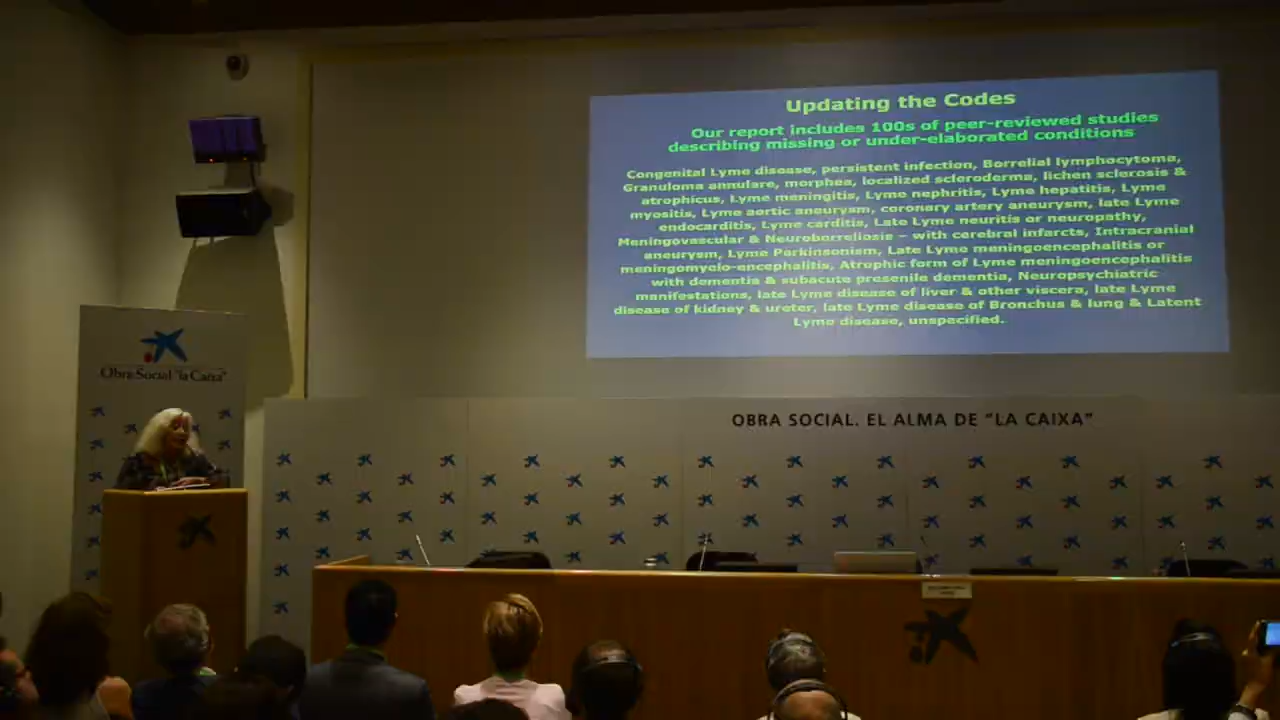 Updating the Codes
Our report includes 100s of peer-reviewed studies
describing missing or under-elaborated conditions
Congenital Lyme disease, persistent infection, Borrelial lymphocytoma,
Granuloma annulare, morphea, localized scleroderma, lichen sclerosis &
atrophicus, Lyme meningitis, Lyme nephritis, Lyme hepatitis, Lyme
myositis, Lyme aortic aneurysm, coronary artery aneurysm, late Lyme
endocarditis, Lyme carditis, Late Lyme neuritis or neuropathy,
Meningovascular & Neuroborreliosis – with cerebral infarcts, Intracranial
aneurysm, Lyme Parkinsonism, Late Lyme meningoencephalitis or
meningomyelo-encephalitis, Atrophic form of Lyme meningoencephalitis
with dementia & subacute presenile dementia, Neuropsychiatric
manifestations, late Lyme disease of liver & other viscera, late Lyme
disease of kidney & ureter, late Lyme disease of Bronchus & lung & Latent
Lyme disease, unspecified.
Obra Social "la Caixa"
OBRA SOCIAL. EL ALMA DE "LA CAIXA"